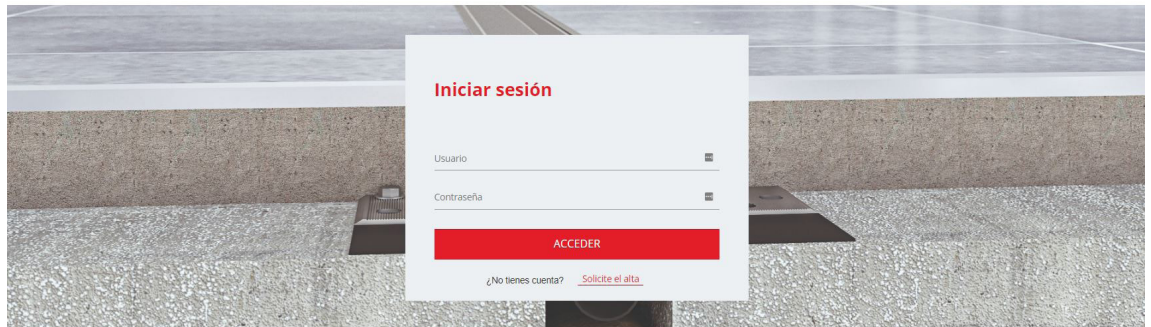 Iniciar sesión
Usuario
Contraseña
ACCEDER
¿No tienes cuenta? Solicite el alta